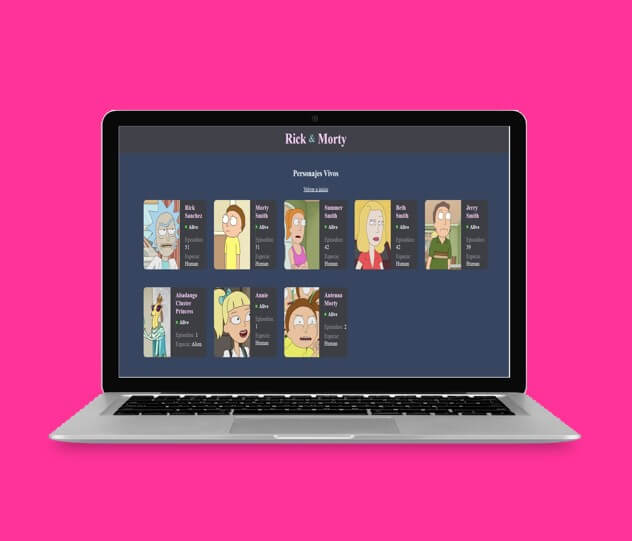 Rick & Morty
Personajes Vivos
Volver a inicio
Rick
Sanchez
Alive
Episodios:
51
Especie:
Human
Morty
Smith
Alive
Episodios:
51
Especie:
Human
Summer
Smith
Alive
Episodios:
42
Especie:
Human
Beth
Smith
Alive
Episodios:
42
Especie:
Human
Jerry
Smith
Alive
Episodios:
39
Especie:
Human
Abadango
Cluster
Princess
Alive
Episodios: 1
Especie: Alien
Annie
Alive
Episodios:
1
Especie:
Human
Antenna
Morty
Alive
Episodios: 2
Especie:
Human